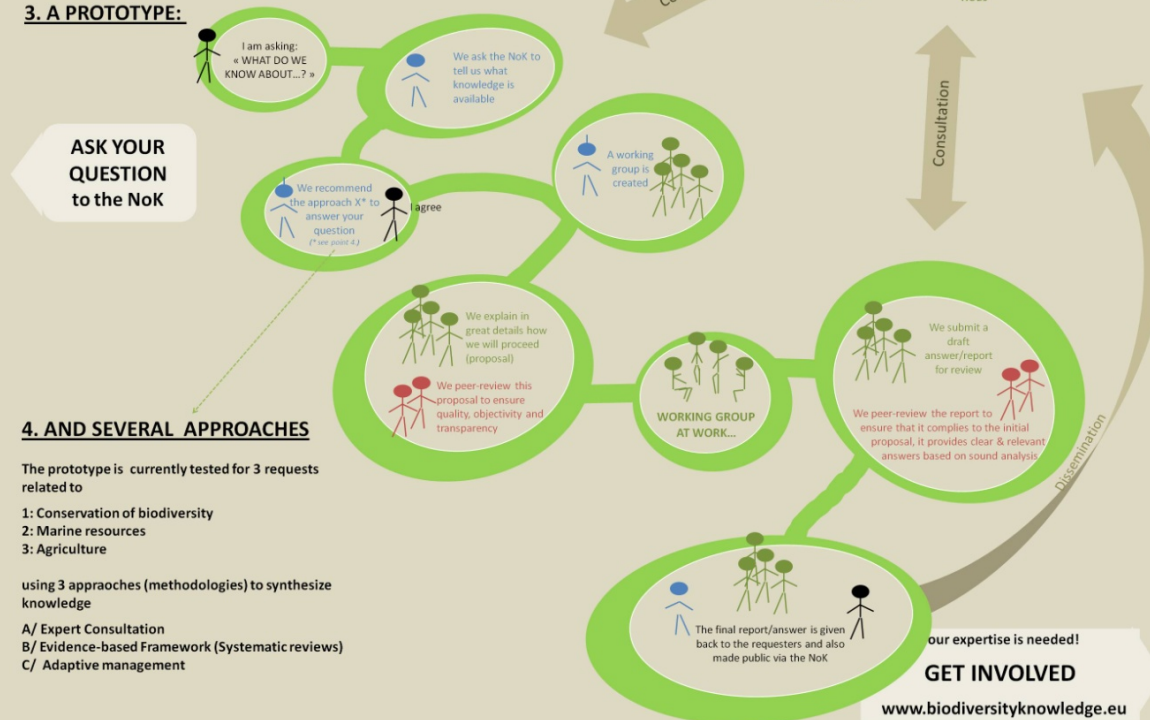 3. A PROTOTYPE:
I am asking:
« WHAT DO WE
KNOW ABOUT...? »
We ask the NoK to
tell us what
knowledge is
available
Consultation
ASK YOUR
QUESTION
to the NoK
We recommend
the approach X* to
answer your
question
(* see point 4.)
I agree
A working
group is
created
We explain in
great details how
we will proceed
(proposal)
We peer-review this
proposal to ensure
quality, objectivity and
transparency
WORKING GROUP
AT WORK...
We submit a
draft
answer/report
for review
We peer-review the report to
ensure that it complies to the initial
proposal, it provides clear & relevant
answers based on sound analysis
Dissemination
4. AND SEVERAL APPROACHES
The prototype is currently tested for 3 requests
related to
1: Conservation of biodiversity
2: Marine resources
3: Agriculture
using 3 appraoches (methodologies) to synthesize
knowledge
A/ Expert Consultation
B/ Evidence-based Framework (Systematic reviews)
C/ Adaptive management
The final report/answer is given
back to the requesters and also
made public via the NoK
our expertise is needed!
GET INVOLVED
www.biodiversityknowledge.eu